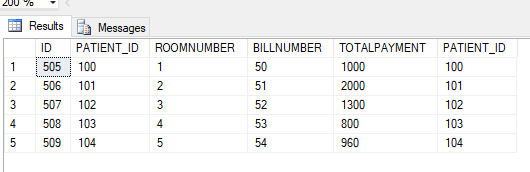 200 %
Results Messages
ID PATIENT_ID ROOMNUMBER BILLNUMBER TOTALPAYMENT PATIENT_ID
1 505 100 1 50 1000 100
2 506 101 2 51 2000 101
3 507 102 3 52 1300 102
4 508 103 4 53 800 103
5 509 104 5 54 960 104